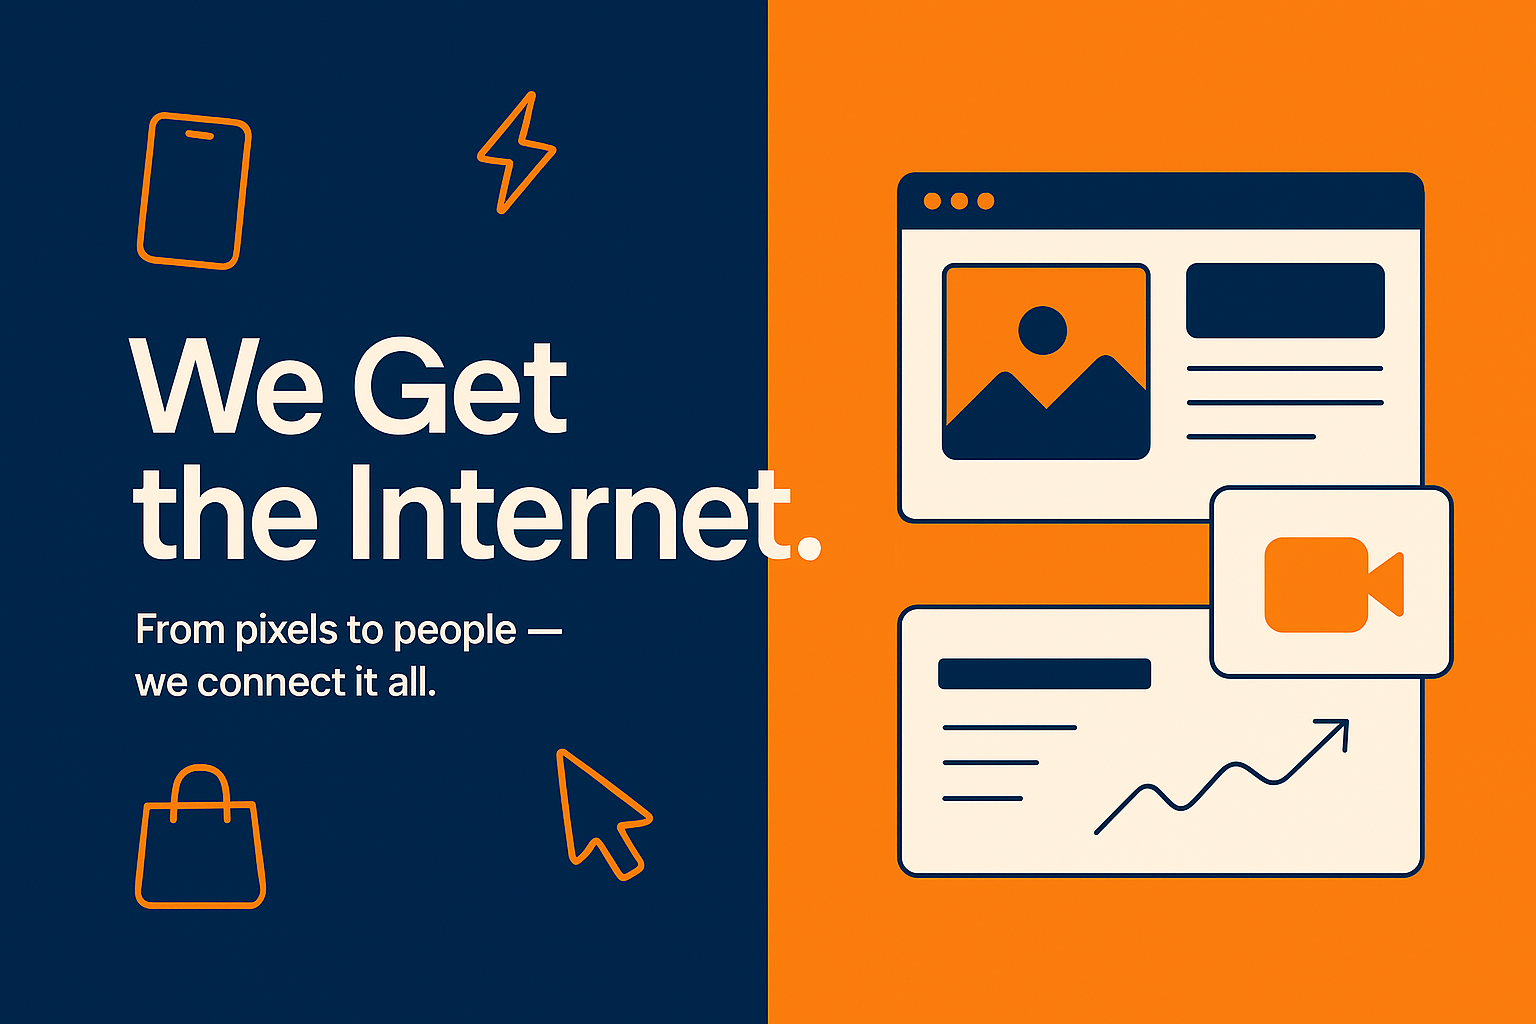 We Get
the Internet.
From pixels to people —
we connect it all.